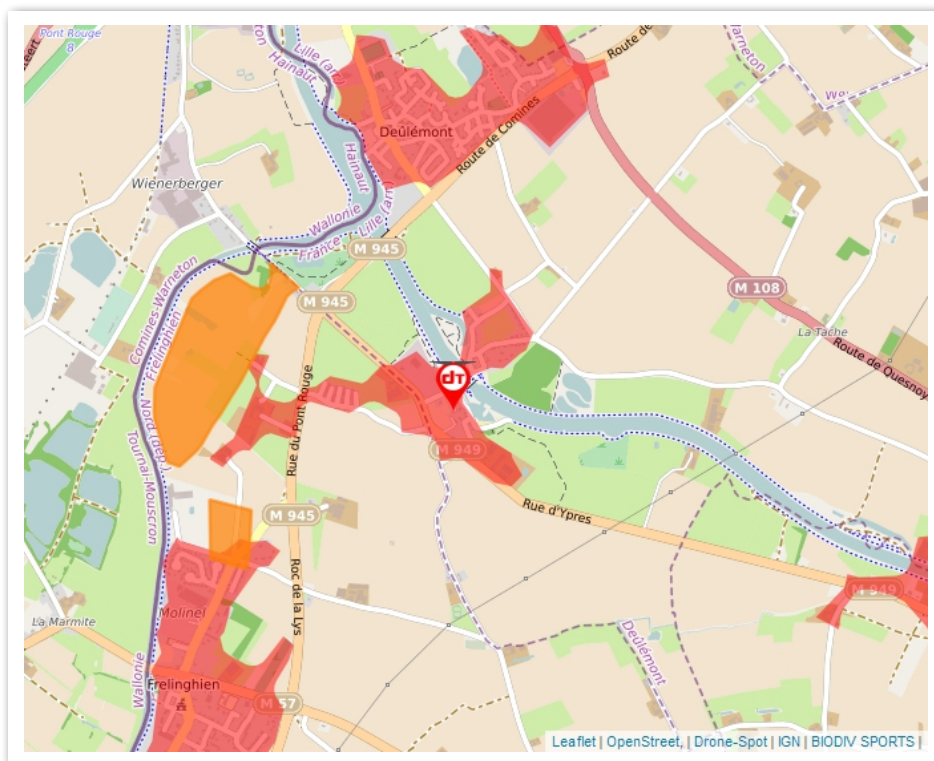 Pont Rouge
8
Hainaut
Lille (arr
Route de
Deûlémont
Route de Comines
Wienerberger
Hainaut
Lille (arr
Wallonie
France
M 945
Comines-Warneton
Frelinghien
M 945
M 108
La Tache
Route de Quesnoy
dT
Rue du Pont Rouge
Nord (dép.)
Tournai-Mouscron
M 949
Rue d'Ypres
M 945
Roc de la Lys
M 949
Molinel
La Marmite
Deûlémont
Wallonie
Frelinghien
M 57
Leaflet | OpenStreet, | Drone-Spot | IGN | BIODIV SPORTS |